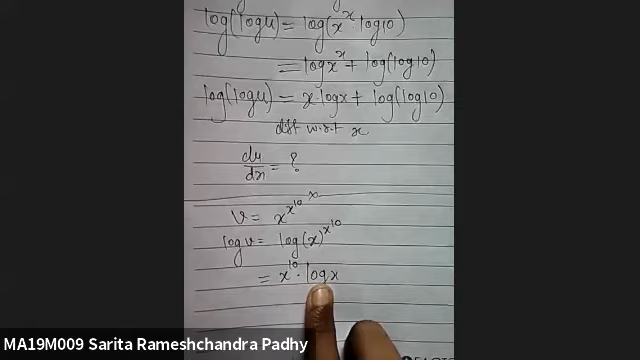 log(logu) = log(x^x · log10)
= logx^x + log(log10)
log(logu) = x·logx + log(log10)
diff w.r.t x
du/dx = ?
v = x^x^10
logv = log(x)^x^10
= x^10 · logx
MA19M009 Sarita Rameshchandra Padhy